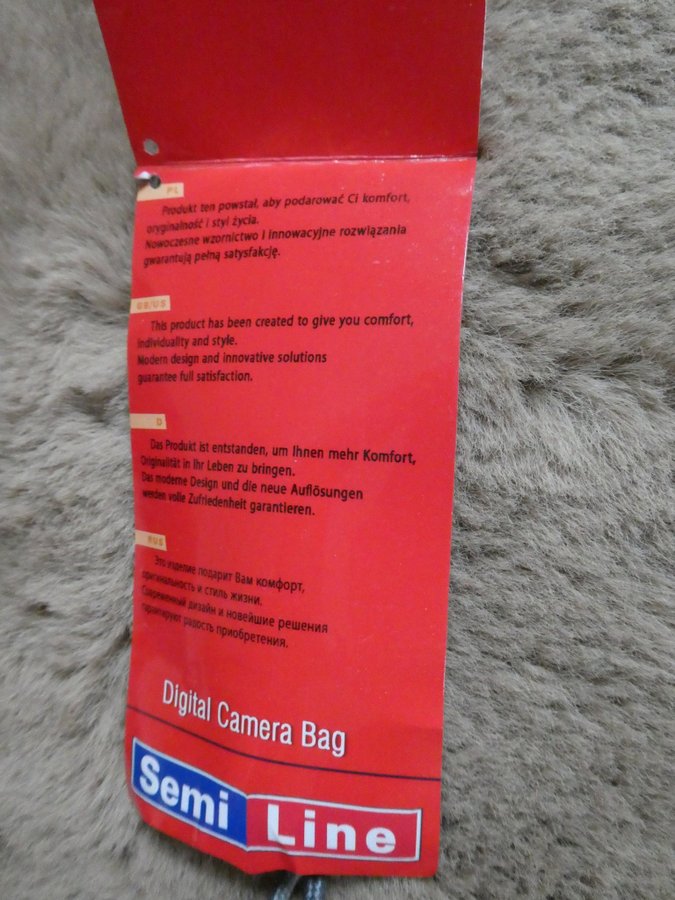 PL
Produkt ten powstał, aby podarować Ci komfort,
oryginalność i styl życia.
Nowoczesne wzornictwo i innowacyjne rozwiązania
gwarantują pełną satysfakcję.
GB/US
This product has been created to give you comfort,
individuality and style.
Modern design and innovative solutions
guarantee full satisfaction.
D
Das Produkt ist entstanden, um Ihnen mehr Komfort,
Originalität in Ihr Leben zu bringen.
Das moderne Design und die neue Auflösungen
werden volle Zufriedenheit garantieren.
RUS
Это изделие подарит Вам комфорт,
оригинальность и стиль жизни.
Современный дизайн и новейшие решения
гарантируют радость приобретения.
Digital Camera Bag
Semi Line